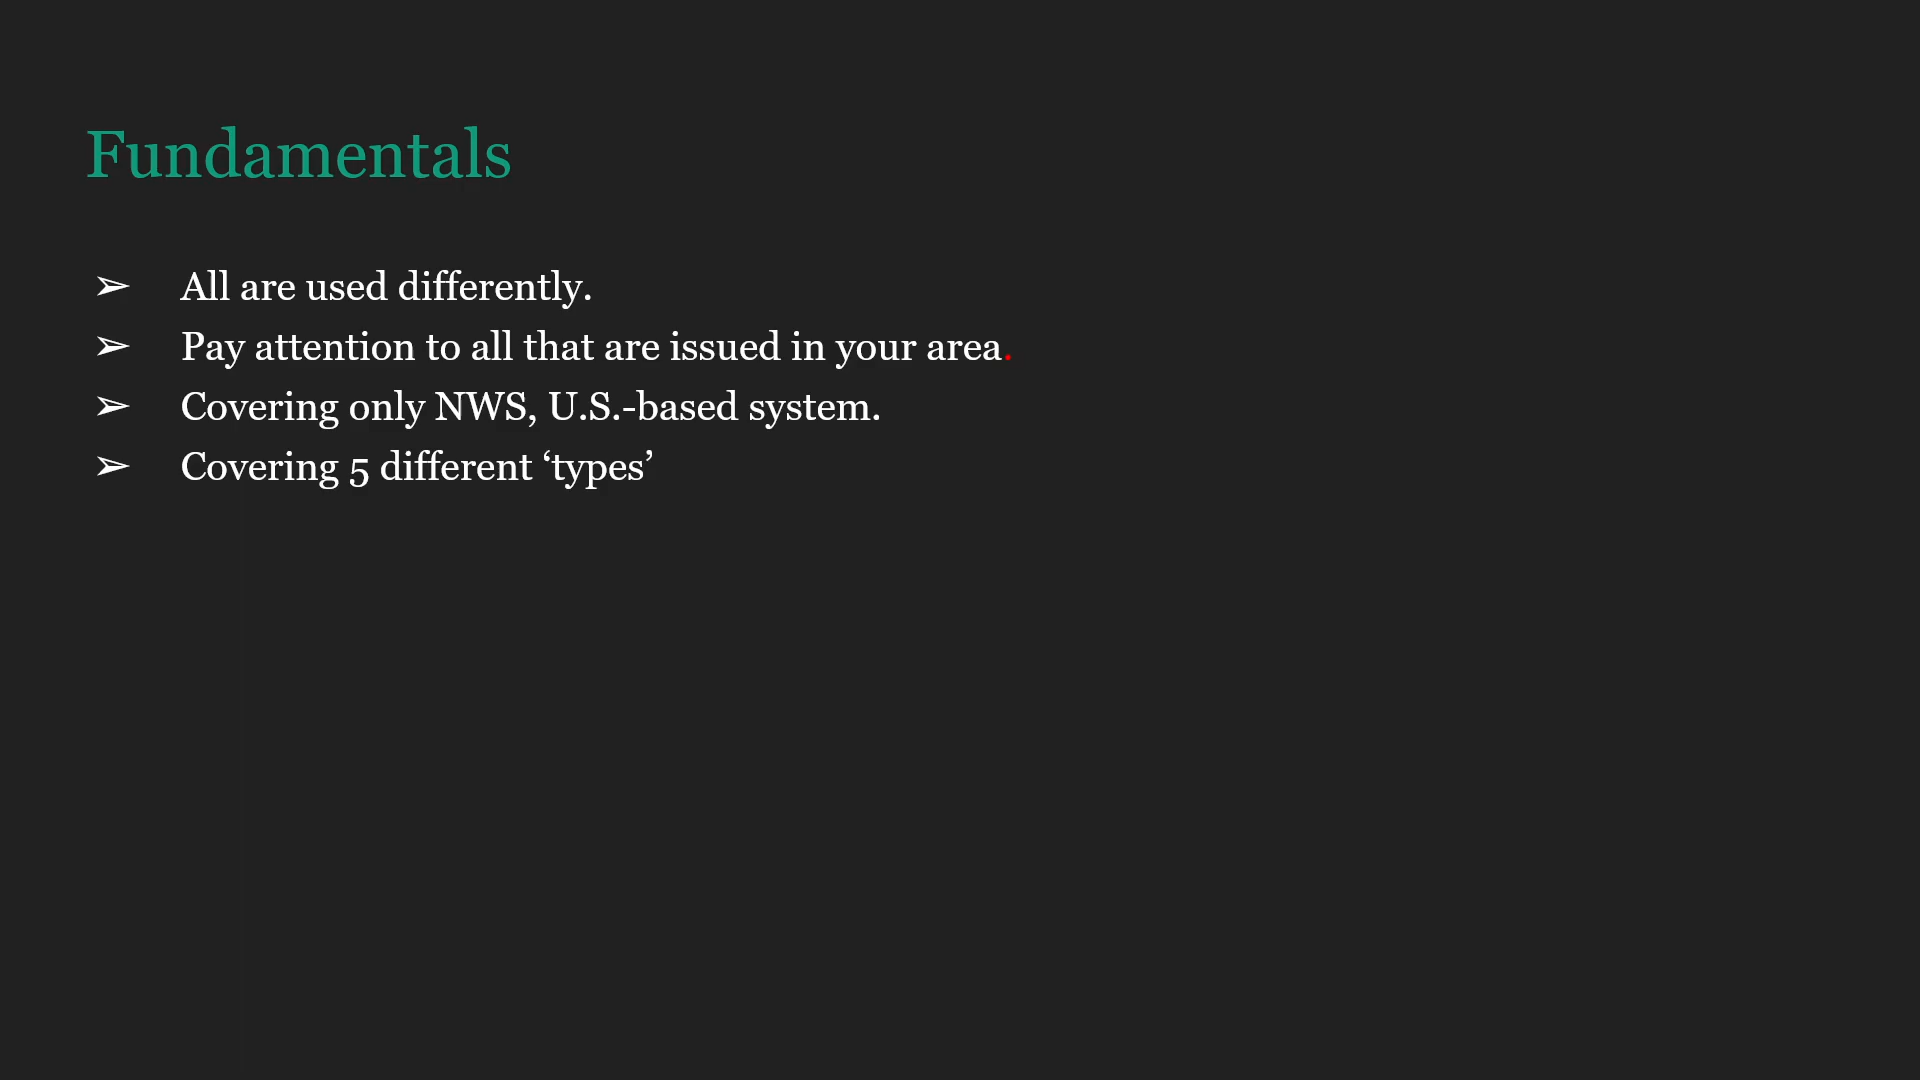 Fundamentals
➢ All are used differently.
➢ Pay attention to all that are issued in your area.
➢ Covering only NWS, U.S.-based system.
➢ Covering 5 different ‘types’